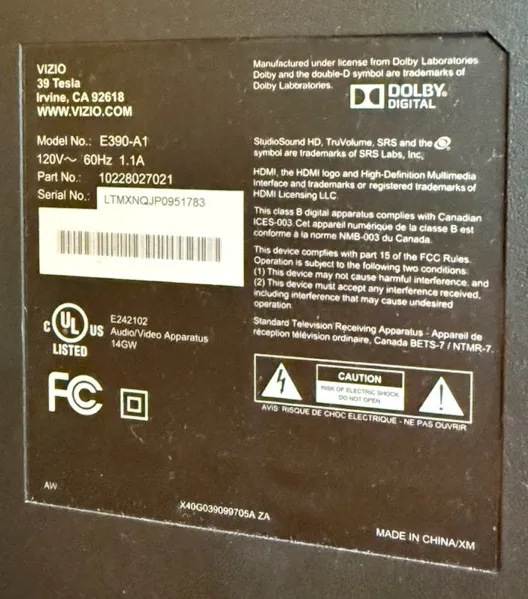 VIZIO
39 Tesla
Irvine, CA 92618
WWW.VIZIO.COM
Model No.: E390-A1
120V~ 60Hz 1.1A
Part No.: 10228027021
Serial No.: LTMXNQJP0951783
C UL US
LISTED
E242102
Audio/Video Apparatus
14GW
FC
AW
X40G039099705A ZA
Manufactured under license from Dolby Laboratories
Dolby and the double-D symbol are trademarks of
Dolby Laboratories.
DOLBY.
DIGITAL
StudioSound HD, TruVolume, SRS and the
symbol are trademarks of SRS Labs, Inc.
HDMI, the HDMI logo and High-Definition Multimedia
Interface and trademarks or registered trademarks of
HDMI Licensing LLC.
This class B digital apparatus complies with Canadian
ICES-003. Cet appareil numérique de la classe B est
conforme à la norme NMB-003 du Canada.
This device complies with part 15 of the FCC Rules.
Operation is subject to the following two conditions:
(1) This device may not cause harmful interference, and
(2) This device must accept any interference received,
including interference that may cause undesired
operation.
Standard Television Receiving Apparatus - Appareil de
réception télévision ordinaire, Canada BETS-7 / NTMR-7.
CAUTION
RISK OF ELECTRIC SHOCK
DO NOT OPEN
AVIS: RISQUE DE CHOC ELECTRIQUE - NE PAS OUVRIR
MADE IN CHINA/XM